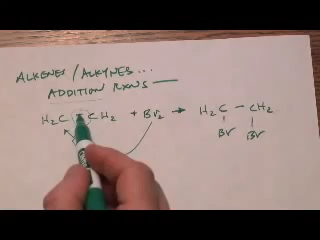 ALKENES / ALKYNES...
ADDITION RXNS
H₂C = CH₂ + Br₂ → H₂C - CH₂
Br Br